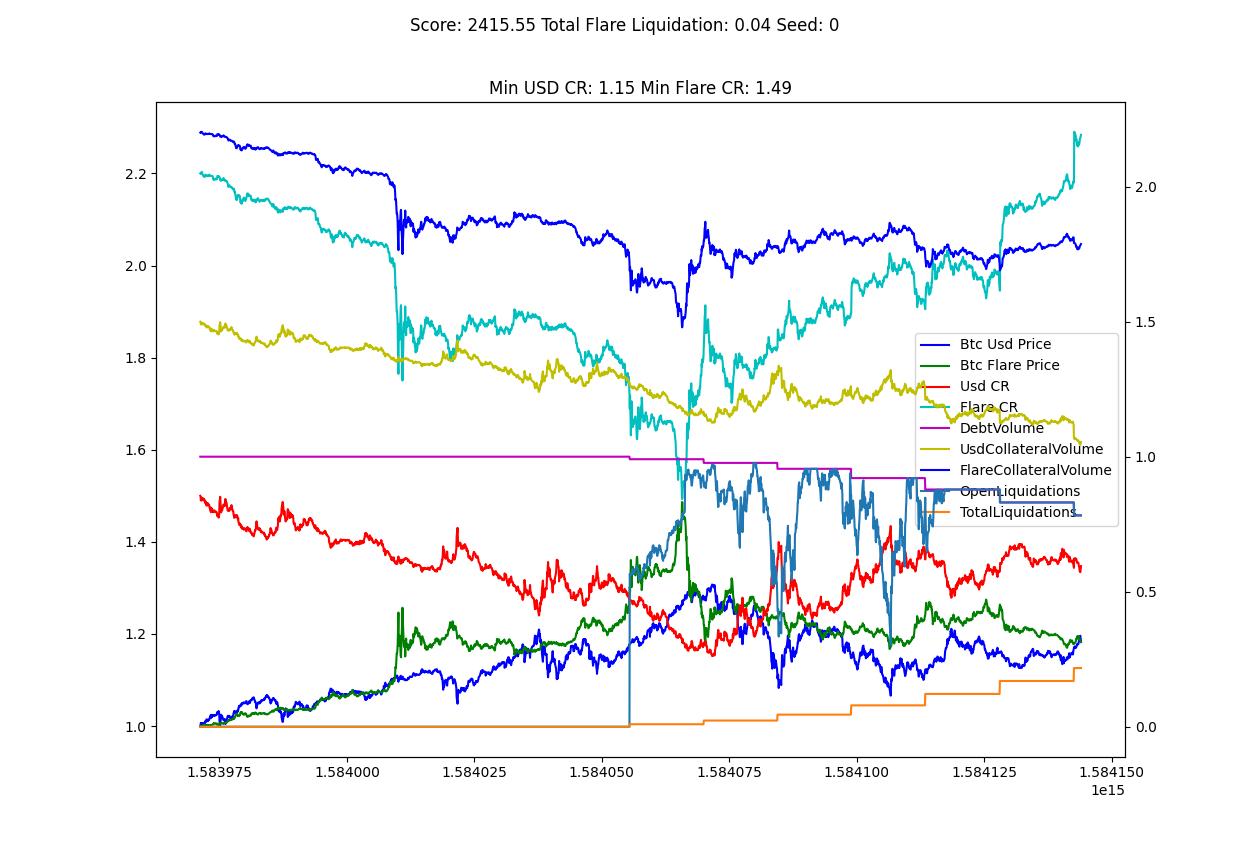 Score: 2415.55 Total Flare Liquidation: 0.04 Seed: 0
Min USD CR: 1.15 Min Flare CR: 1.49
2.2
2.0
1.8
1.6
1.4
1.2
1.0
2.0
1.5
1.0
0.5
0.0
Btc Usd Price
Btc Flare Price
Usd CR
Flare CR
DebtVolume
UsdCollateralVolume
FlareCollateralVolume
OpenLiquidations
TotalLiquidations
1.583975
1.584000
1.584025
1.584050
1.584075
1.584100
1.584125
1.584150
1e15